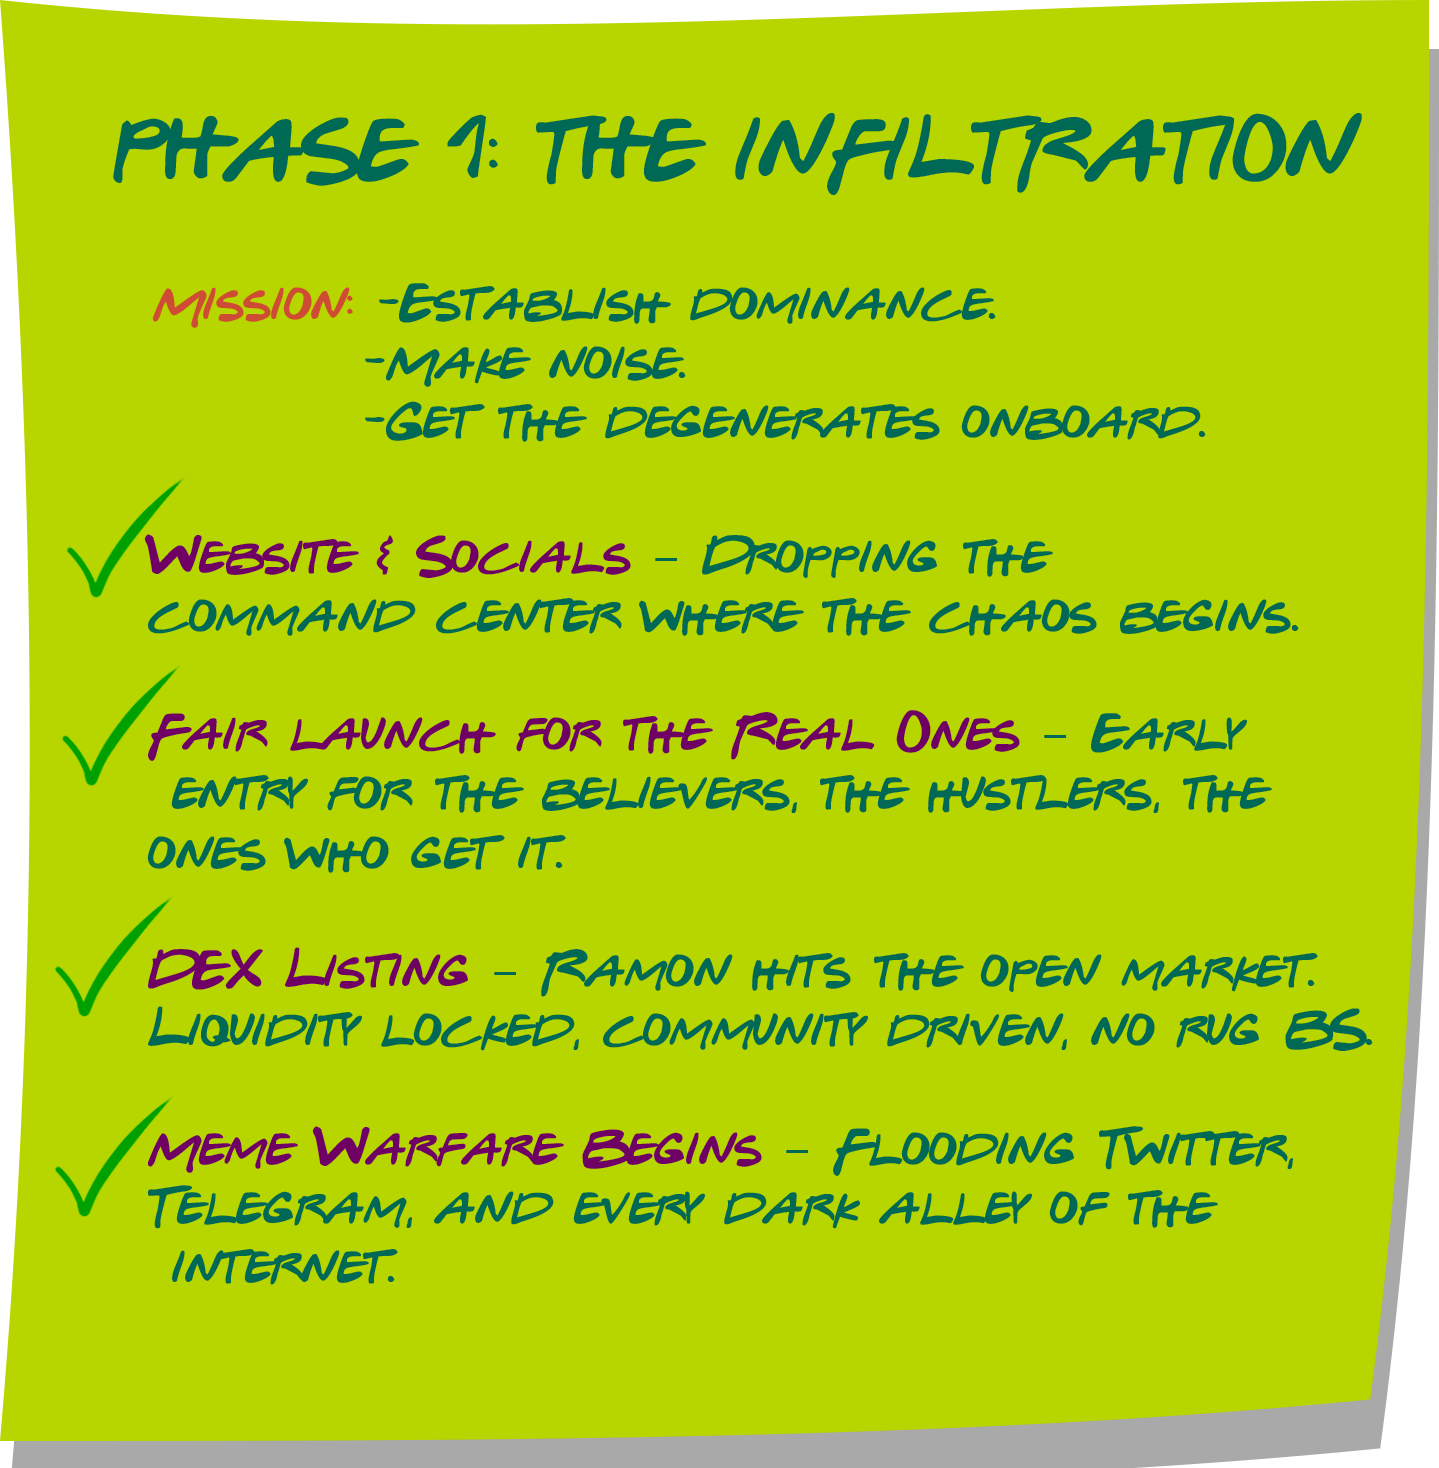 PHASE 1: THE INFILTRATION
MISSION: -ESTABLISH DOMINANCE.
-MAKE NOISE.
-GET THE DEGENERATES ONBOARD.
WEBSITE & SOCIALS – DROPPING THE
COMMAND CENTER WHERE THE CHAOS BEGINS.
FAIR LAUNCH FOR THE REAL ONES – EARLY
ENTRY FOR THE BELIEVERS, THE HUSTLERS, THE
ONES WHO GET IT.
DEX LISTING – RAMON HITS THE OPEN MARKET.
LIQUIDITY LOCKED, COMMUNITY DRIVEN, NO RUG BS.
MEME WARFARE BEGINS – FLOODING TWITTER,
TELEGRAM, AND EVERY DARK ALLEY OF THE
INTERNET.